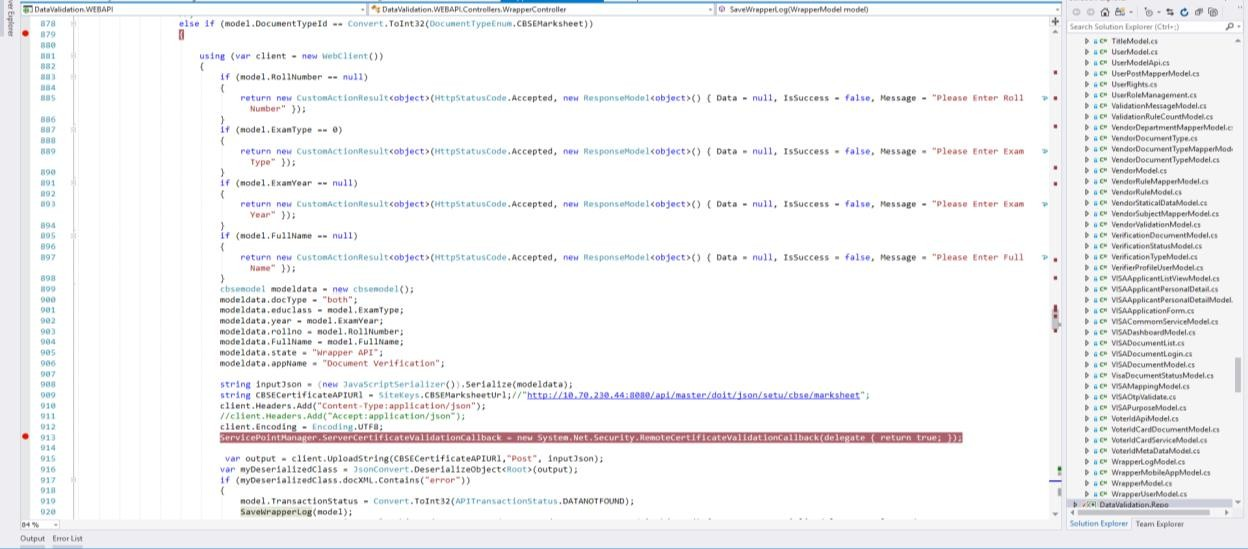 DataValidation.WEBAPI
DataValidation.WEBAPI.Controllers.WrapperController
SaveWrapperLog(WrapperModel model)
878 else if (model.DocumentTypeId == Convert.ToInt32(DocumentTypeEnum.CBSEMarksheet))
879 {
880
881 using (var client = new WebClient())
882 {
883 if (model.RollNumber == null)
884 {
885 return new CustomActionResult<object>(HttpStatusCode.Accepted, new ResponseModel<object>() { Data = null, IsSuccess = false, Message = "Please Enter Roll
Number" });
886 }
887 if (model.ExamType == 0)
888 {
889 return new CustomActionResult<object>(HttpStatusCode.Accepted, new ResponseModel<object>() { Data = null, IsSuccess = false, Message = "Please Enter Exam
Type" });
890 }
891 if (model.ExamYear == null)
892 {
893 return new CustomActionResult<object>(HttpStatusCode.Accepted, new ResponseModel<object>() { Data = null, IsSuccess = false, Message = "Please Enter Exam
Year" });
894 }
895 if (model.FullName == null)
896 {
897 return new CustomActionResult<object>(HttpStatusCode.Accepted, new ResponseModel<object>() { Data = null, IsSuccess = false, Message = "Please Enter Full
Name" });
898 }
899 cbsemodel modeldata = new cbsemodel();
900 modeldata.docType = "both";
901 modeldata.educlass = model.ExamType;
902 modeldata.year = model.ExamYear;
903 modeldata.rollno = model.RollNumber;
904 modeldata.FullName = model.FullName;
905 modeldata.state = "Wrapper API";
906 modeldata.appName = "Document Verification";
907
908 string inputJson = (new JavaScriptSerializer()).Serialize(modeldata);
909 string CBSECertificateAPIURl = SiteKeys.CBSEMarksheetUrl;//"http://10.70.230.44:8080/api/master/doit/json/setu/cbse/marksheet";
910 client.Headers.Add("Content-Type:application/json");
911 //client.Headers.Add("Accept:application/json");
912 client.Encoding = Encoding.UTF8;
913 ServicePointManager.ServerCertificateValidationCallback = new System.Net.Security.RemoteCertificateValidationCallback(delegate { return true; });
914
915 var output = client.UploadString(CBSECertificateAPIURl,"Post", inputJson);
916 var myDeserializedClass = JsonConvert.DeserializeObject<Root>(output);
917 if (myDeserializedClass.docXML.Contains("error"))
918 {
919 model.TransactionStatus = Convert.ToInt32(APITransactionStatus.DATANOTFOUND);
920 SaveWrapperLog(model);
84 %
Output Error List
Search Solution Explorer (Ctrl+;)
C# TitleModel.cs
C# UserModel.cs
C# UserModelApi.cs
C# UserPostMapperModel.cs
C# UserRights.cs
C# UserRoleManagement.cs
C# ValidationMessageModel.cs
C# ValidationRuleCountModel.cs
C# VendorDepartmentMapperModel.c
C# VendorDocumentType.cs
C# VendorDocumentTypeMapperMod
C# VendorDocumentTypeModel.cs
C# VendorModel.cs
C# VendorRuleMapperModel.cs
C# VendorRuleModel.cs
C# VendorStaticalDataModel.cs
C# VendorSubjectMapperModel.cs
C# VendorValidationModel.cs
C# VerificationDocumentModel.cs
C# VerificationStatusModel.cs
C# VerificationTypeModel.cs
C# VerifierProfileUserModel.cs
C# VISAApplicantListViewModel.cs
C# VISAApplicantPersonalDetail.cs
C# VISAApplicantPersonalDetailModel.
C# VISAApplicationForm.cs
C# VISACommomServiceModel.cs
C# VISADashboardModel.cs
C# VISADocumentList.cs
C# VISADocumentLogin.cs
C# VISADocumentModel.cs
C# VisaDocumentStatusModel.cs
C# VISAMappingModel.cs
C# VISAOtpValidate.cs
C# VISAPurposeModel.cs
C# VoterIdApiModel.cs
C# VoterIdCardDocumentModel.cs
C# VoterIdCardServiceModel.cs
C# VoterIdMetaDataModel.cs
C# WrapperLogModel.cs
C# WrapperMobileAppModel.cs
C# WrapperModel.cs
C# WrapperUserModel.cs
DataValidation.Repo
Solution Explorer Team Explorer